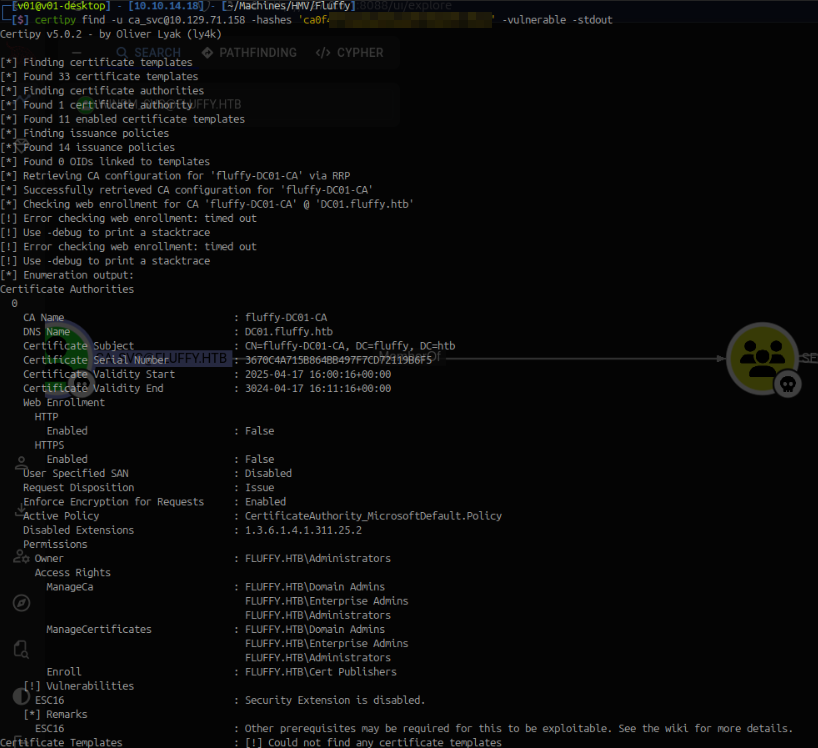 [v01@v01-desktop] - [10.10.14.18] - [~/Machines/HMV/Fluffy]:8088/ui/explore
[$] certipy find -u ca_svc@10.129.71.158 -hashes 'ca0f4 ' -vulnerable -stdout
Certipy v5.0.2 - by Oliver Lyak (ly4k)
SEARCH PATHFINDING </> CYPHER
[*] Finding certificate templates
[*] Found 33 certificate templates
[*] Finding certificate authorities
[*] Found 1 certificate authority
FLUFFY.HTB
[*] Found 11 enabled certificate templates
[*] Finding issuance policies
[*] Found 14 issuance policies
[*] Found 0 OIDs linked to templates
[*] Retrieving CA configuration for 'fluffy-DC01-CA' via RRP
[*] Successfully retrieved CA configuration for 'fluffy-DC01-CA'
[*] Checking web enrollment for CA 'fluffy-DC01-CA' @ 'DC01.fluffy.htb'
[!] Error checking web enrollment: timed out
[!] Use -debug to print a stacktrace
[!] Error checking web enrollment: timed out
[!] Use -debug to print a stacktrace
[*] Enumeration output:
Certificate Authorities
0
CA Name : fluffy-DC01-CA
DNS Name : DC01.fluffy.htb
Certificate Subject : CN=fluffy-DC01-CA, DC=fluffy, DC=htb
FLUFFY.HTB MemberOf
Certificate Serial Number : 3670C4A715B864BB497F7CD72119B6F5
Certificate Validity Start : 2025-04-17 16:00:16+00:00
Certificate Validity End : 3024-04-17 16:11:16+00:00
Web Enrollment
HTTP
Enabled : False
HTTPS
Enabled : False
User Specified SAN : Disabled
Request Disposition : Issue
Enforce Encryption for Requests : Enabled
Active Policy : CertificateAuthority_MicrosoftDefault.Policy
Disabled Extensions : 1.3.6.1.4.1.311.25.2
Permissions
Owner : FLUFFY.HTB\Administrators
Access Rights
ManageCa : FLUFFY.HTB\Domain Admins
FLUFFY.HTB\Enterprise Admins
FLUFFY.HTB\Administrators
ManageCertificates : FLUFFY.HTB\Domain Admins
FLUFFY.HTB\Enterprise Admins
FLUFFY.HTB\Administrators
Enroll : FLUFFY.HTB\Cert Publishers
[!] Vulnerabilities
ESC16 : Security Extension is disabled.
[*] Remarks
ESC16 : Other prerequisites may be required for this to be exploitable. See the wiki for more details.
Certificate Templates : [!] Could not find any certificate templates